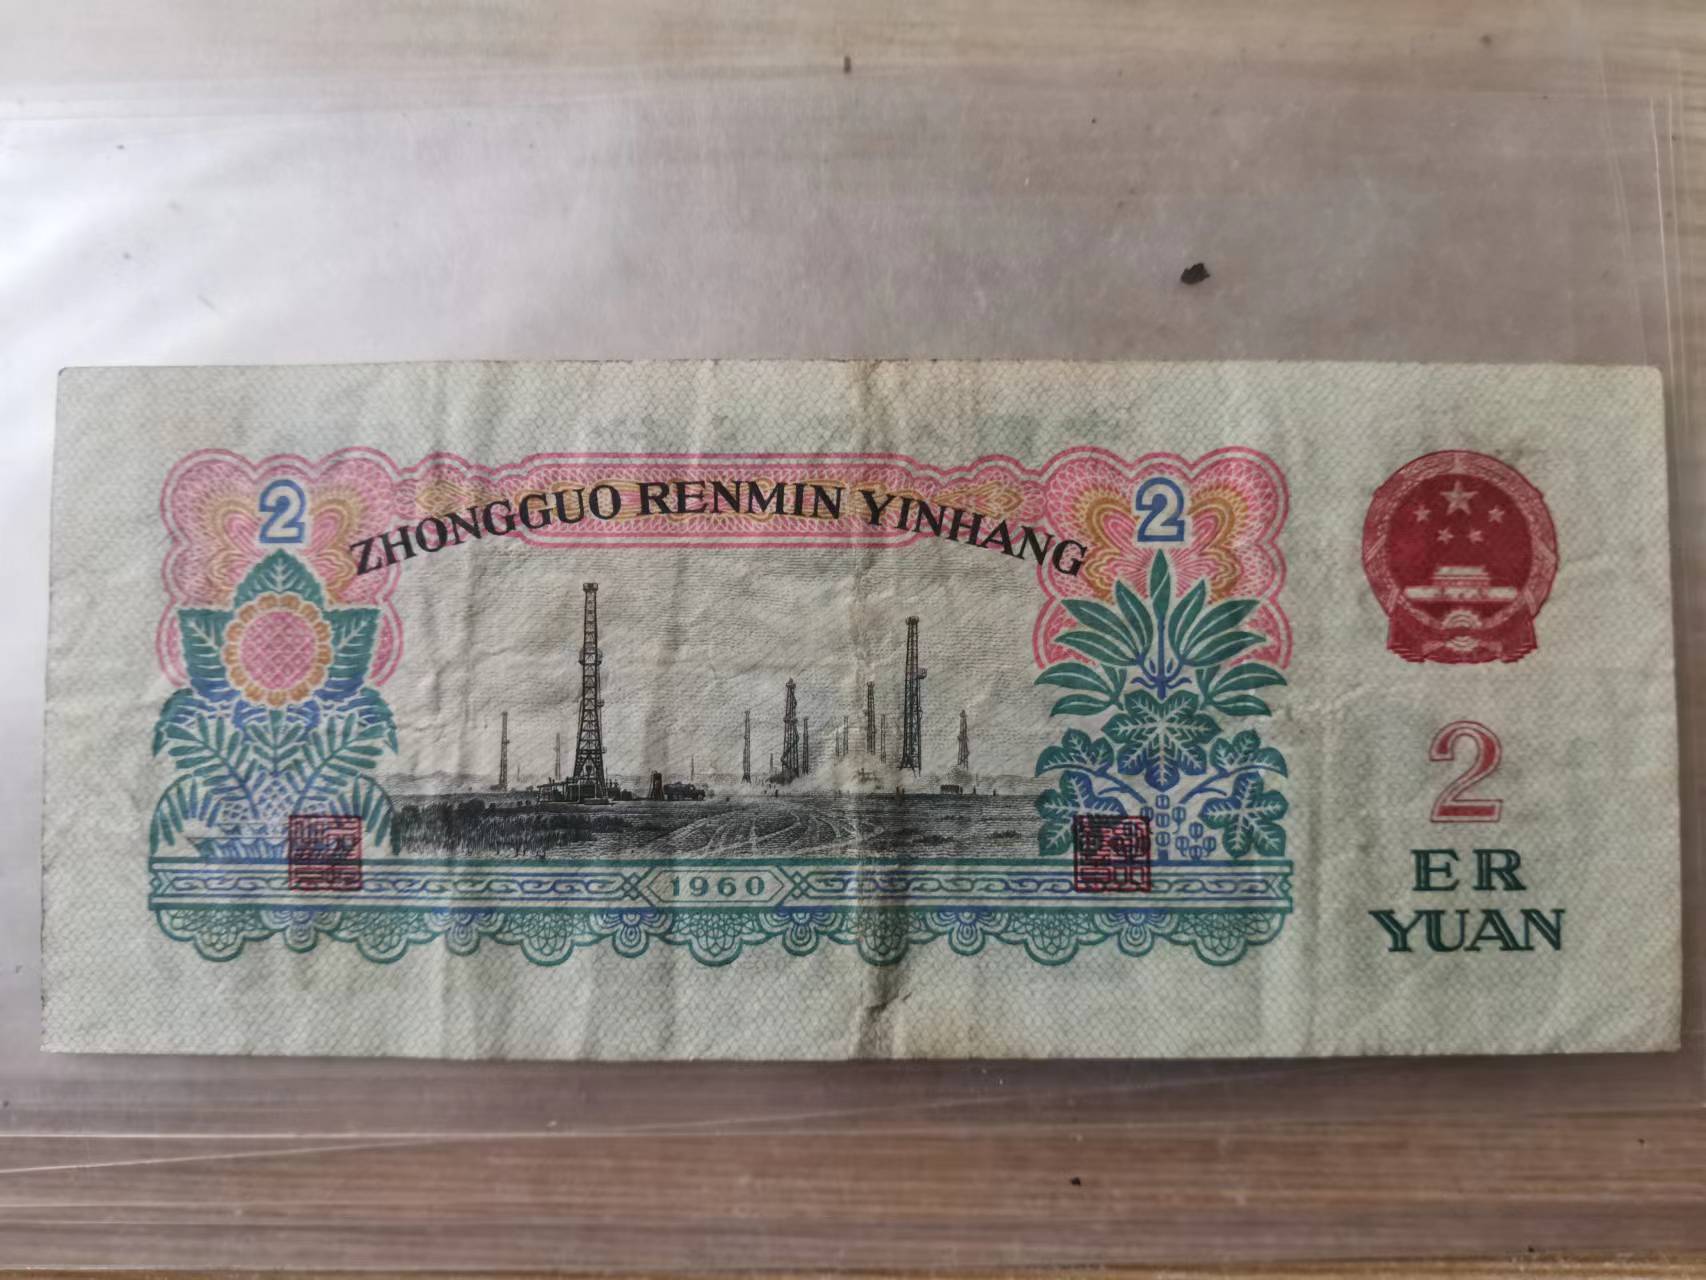 2
2
ZHONGGUO RENMIN YINHANG
1960
2
ER
YUAN